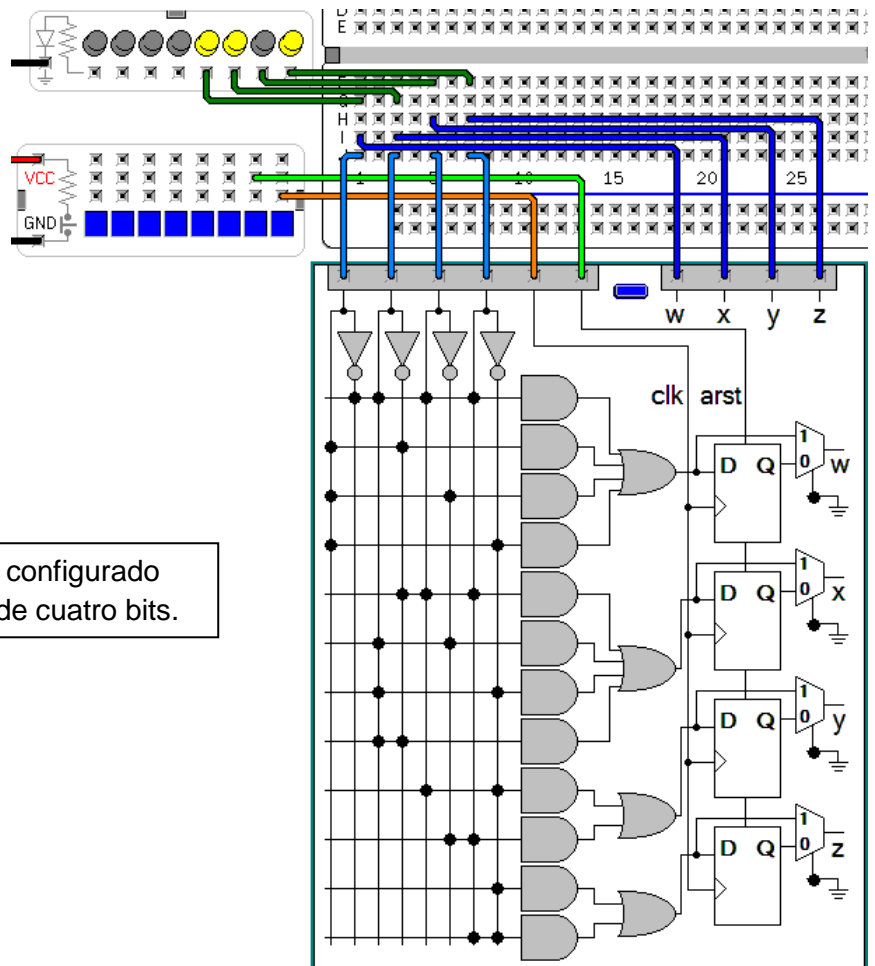 E
G
H
I
1 5 10 15 20 25
VCC
GND
w x y z
clk arst
1
D Q 0 w
1
D Q 0 x
1
D Q 0 y
1
D Q 0 z
configurado
de cuatro bits.